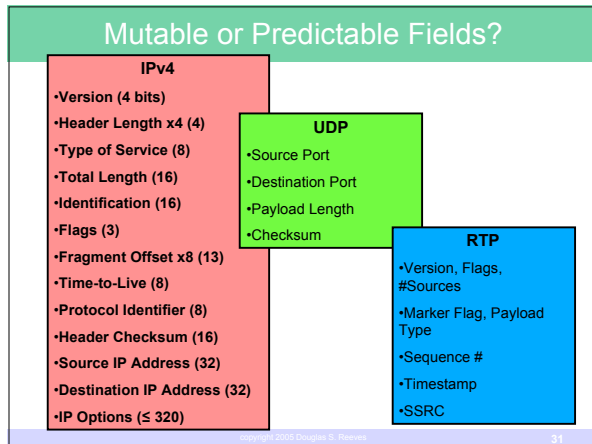 Mutable or Predictable Fields?
IPv4
•Version (4 bits)
•Header Length x4 (4)
•Type of Service (8)
•Total Length (16)
•Identification (16)
•Flags (3)
•Fragment Offset x8 (13)
•Time-to-Live (8)
•Protocol Identifier (8)
•Header Checksum (16)
•Source IP Address (32)
•Destination IP Address (32)
•IP Options (≤ 320)
UDP
•Source Port
•Destination Port
•Payload Length
•Checksum
RTP
•Version, Flags,
#Sources
•Marker Flag, Payload
Type
•Sequence #
•Timestamp
•SSRC
copyright 2005 Douglas S. Reeves
31